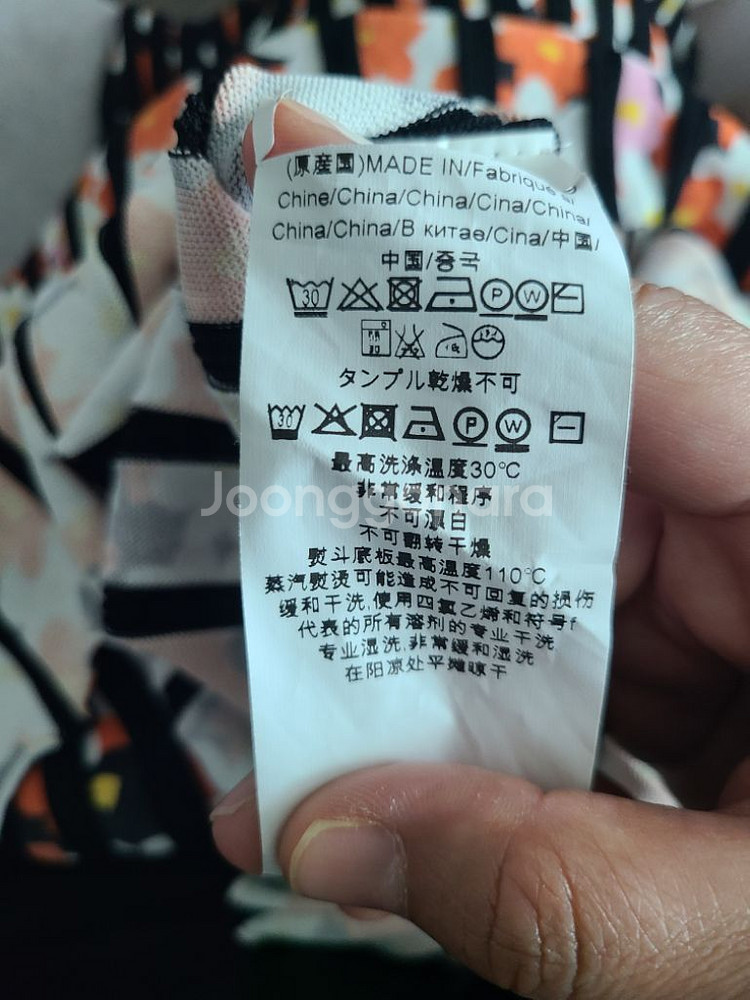 (原産国)MADE IN/Fabriqué
Chine/China/China/Cina/China/
China/China/В китае/Cina/中国/
中国/중국
30 P W
タンブル乾燥不可
30 P W
最高洗涤温度30°C
非常缓和程序
不可漂白
不可翻转干燥
熨斗底板最高温度110°C
蒸汽熨烫可能造成不可回复的损伤
缓和干洗,使用四氯乙烯和符号f
代表的所有溶剂的专业干洗
专业湿洗,非常缓和湿洗
在阳凉处平摊晾干
Joonggonara